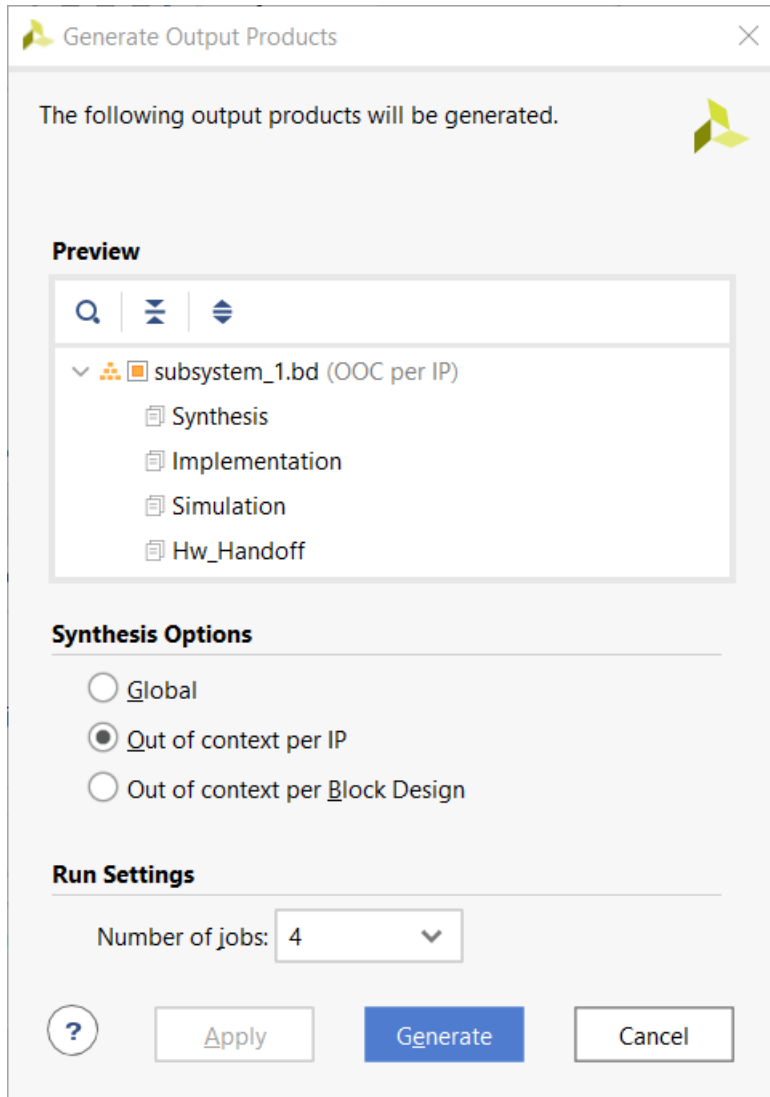 Generate Output Products
The following output products will be generated.
Preview
subsystem_1.bd (OOC per IP)
Synthesis
Implementation
Simulation
Hw_Handoff
Synthesis Options
Global
Out of context per IP
Out of context per Block Design
Run Settings
Number of jobs: 4
? Apply Generate Cancel